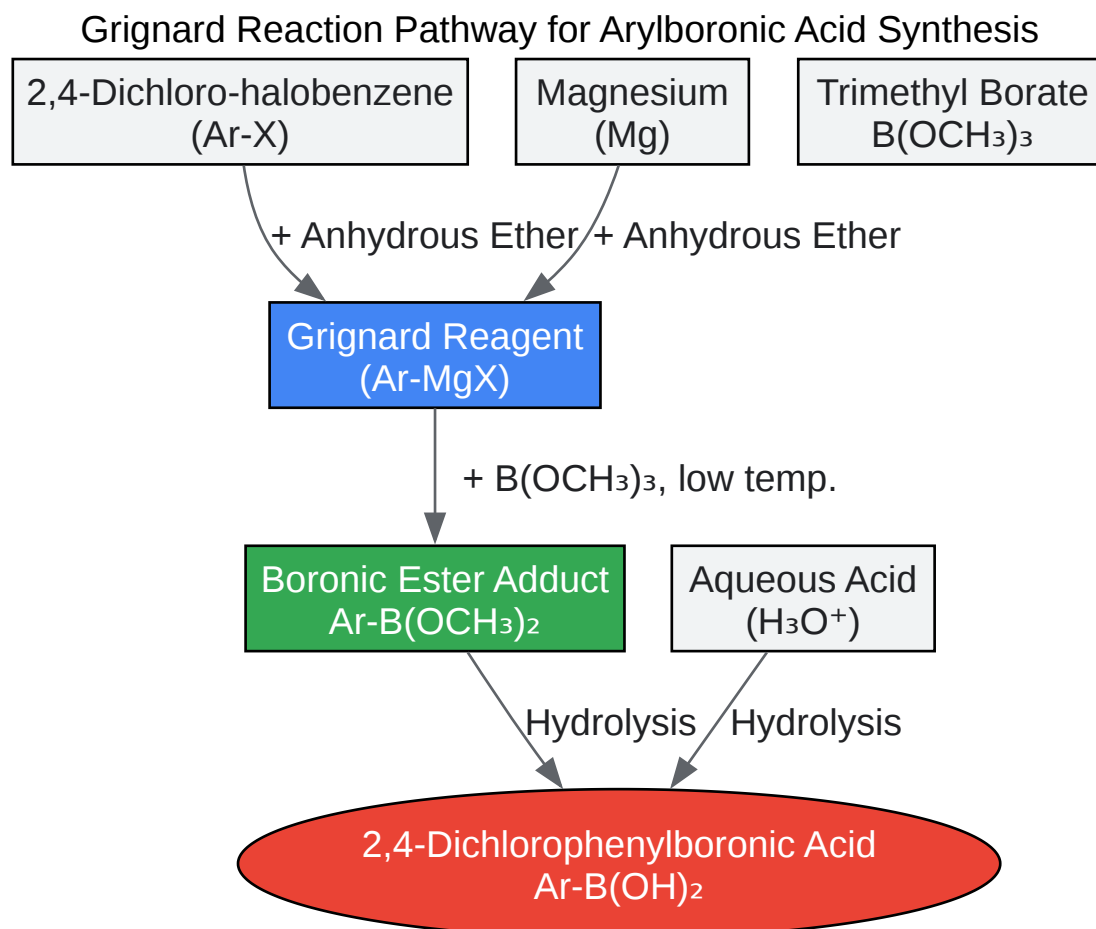 Grignard Reaction Pathway for Arylboronic Acid Synthesis
2,4-Dichloro-halobenzene
(Ar-X)
Magnesium
(Mg)
Trimethyl Borate
B(OCH₃)₃
+ Anhydrous Ether
+ Anhydrous Ether
Grignard Reagent
(Ar-MgX)
+ B(OCH₃)₃, low temp.
Boronic Ester Adduct
Ar-B(OCH₃)₂
Aqueous Acid
(H₃O⁺)
Hydrolysis
Hydrolysis
2,4-Dichlorophenylboronic Acid
Ar-B(OH)₂